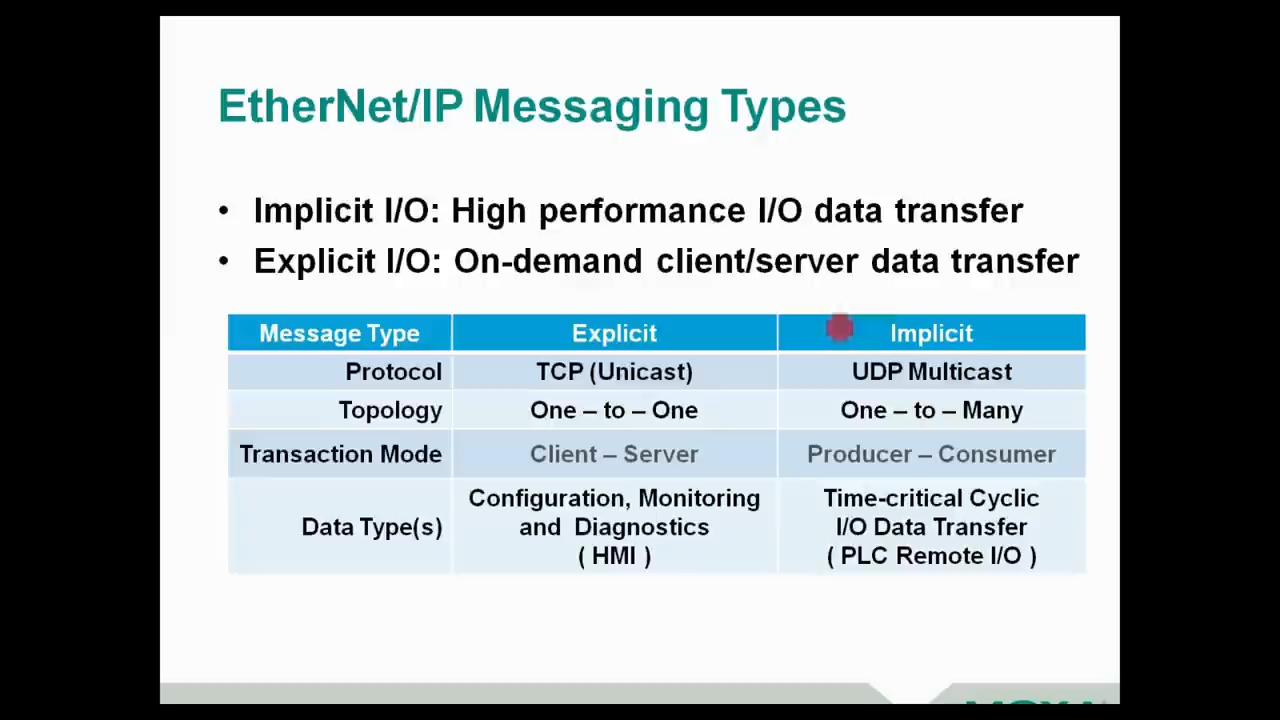 EtherNet/IP Messaging Types
• Implicit I/O: High performance I/O data transfer
• Explicit I/O: On-demand client/server data transfer
Message Type Explicit Implicit
Protocol TCP (Unicast) UDP Multicast
Topology One – to – One One – to – Many
Transaction Mode Client – Server Producer – Consumer
Data Type(s) Configuration, Monitoring and Diagnostics ( HMI ) Time-critical Cyclic I/O Data Transfer ( PLC Remote I/O )